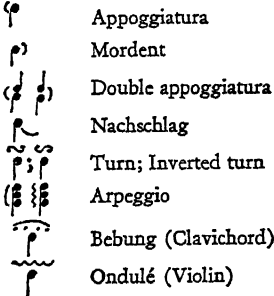 Appoggiatura
Mordent
Double appoggiatura
Nachschlag
Turn; Inverted turn
Arpeggio
Bebung (Clavichord)
Ondulé (Violin)